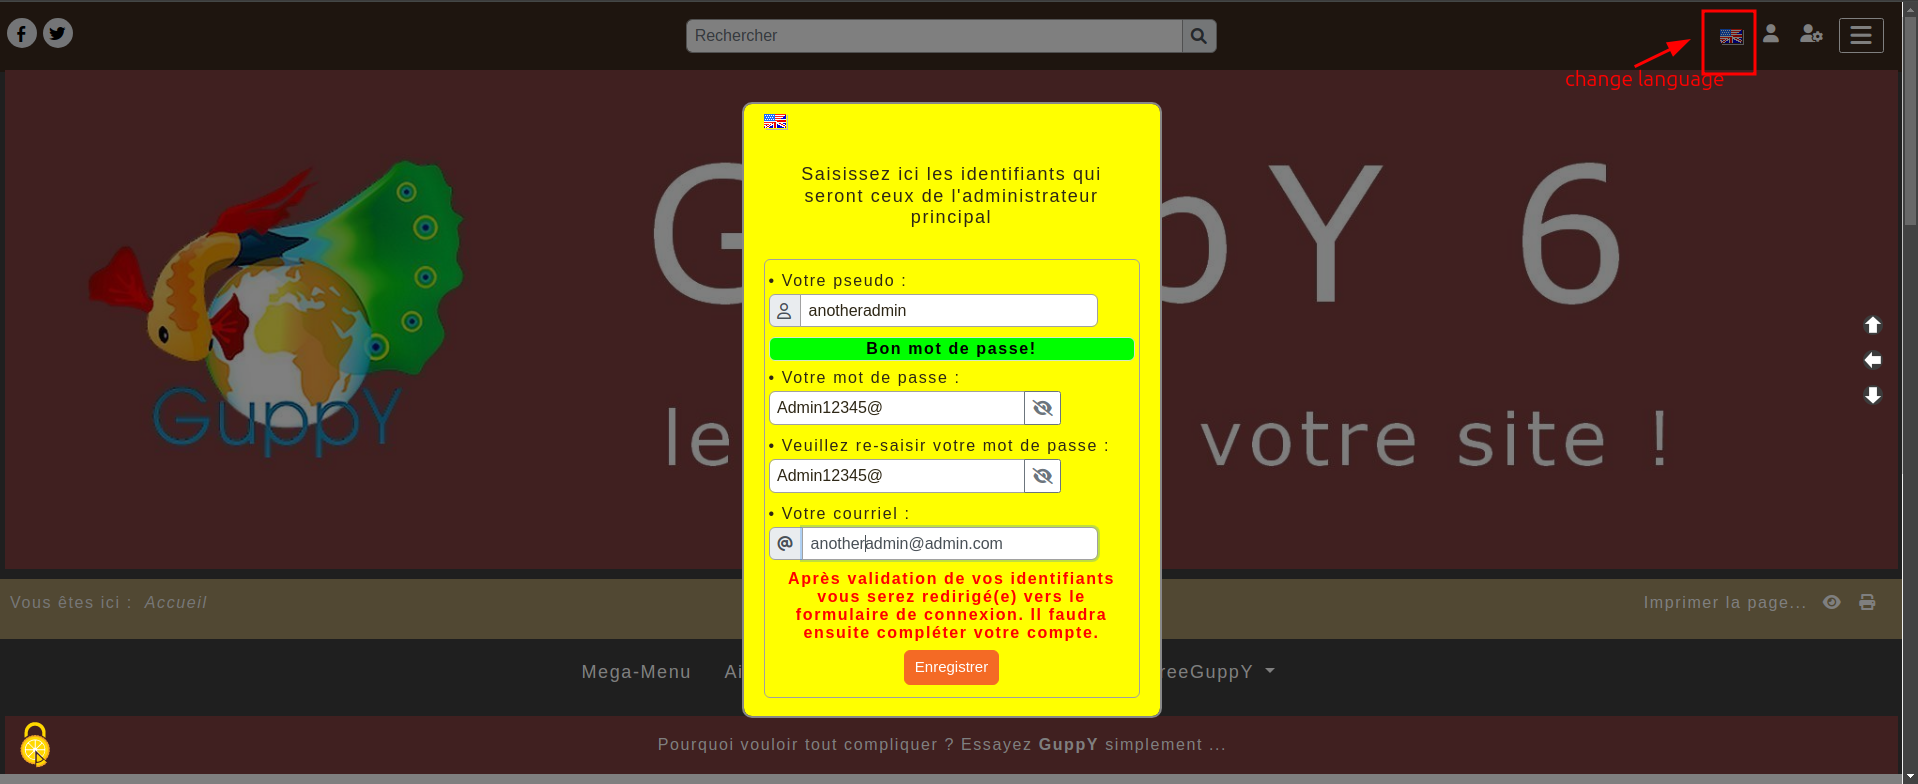 Rechercher
change language
Saisissez ici les identifiants qui
seront ceux de l'administrateur
principal
• Votre pseudo :
anotheradmin
Bon mot de passe!
• Votre mot de passe :
Admin12345@
• Veuillez re-saisir votre mot de passe :
Admin12345@
• Votre courriel :
@ anotheradmin@admin.com
Après validation de vos identifiants
vous serez redirigé(e) vers le
formulaire de connexion. Il faudra
ensuite compléter votre compte.
Enregistrer
GuppY
G pY 6
le votre site !
Vous êtes ici : Accueil
Imprimer la page...
Mega-Menu Ai reeGuppY
Pourquoi vouloir tout compliquer ? Essayez GuppY simplement ...